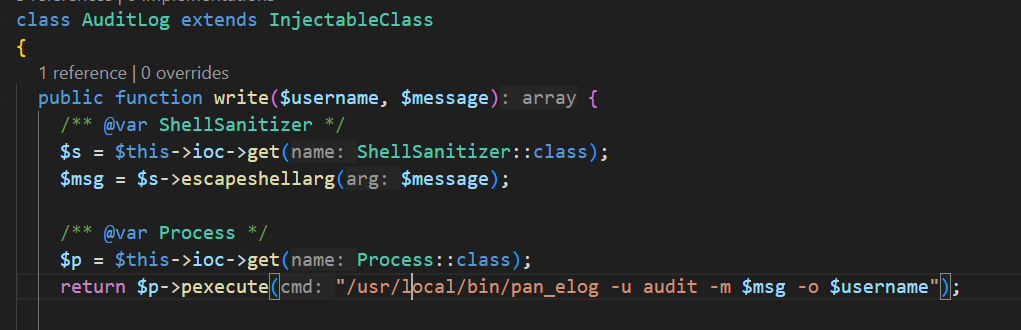 class AuditLog extends InjectableClass
{
1 reference | 0 overrides
public function write($username, $message): array {
/** @var ShellSanitizer */
$s = $this->ioc->get(name: ShellSanitizer::class);
$msg = $s->escapeshellarg(arg: $message);
/** @var Process */
$p = $this->ioc->get(name: Process::class);
return $p->pexecute(cmd: "/usr/local/bin/pan_elog -u audit -m $msg -o $username");